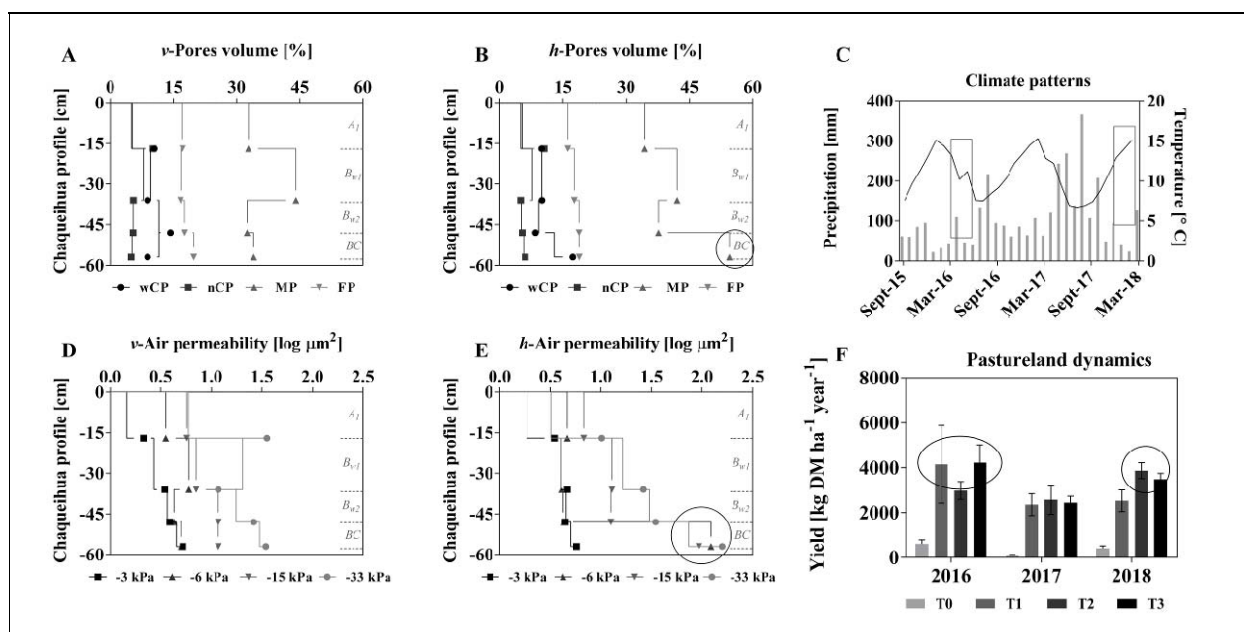 A
v-Pores volume [%]
0 15 30 45 60
Chaqueihua profile [cm]
0
-15
-30
-45
-60
A1
Bw1
Bw2
BC
wCP nCP MP FP
B
h-Pores volume [%]
0 15 30 45 60
Chaqueihua profile [cm]
0
-15
-30
-45
-60
A1
Bw1
Bw2
BC
wCP nCP MP FP
C
Climate patterns
Precipitation [mm]
400
300
200
100
0
Temperature [° C]
20
15
10
5
0
Sept-15 Mar-16 Sept-16 Mar-17 Sept-17 Mar-18
D
v-Air permeability [log μm²]
0.0 0.5 1.0 1.5 2.0 2.5
Chaqueihua profile [cm]
0
-15
-30
-45
-60
A1
Bw1
Bw2
BC
-3 kPa -6 kPa -15 kPa -33 kPa
E
h-Air permeability [log μm²]
0.0 0.5 1.0 1.5 2.0 2.5
Chaqueihua profile [cm]
0
-15
-30
-45
-60
A1
Bw1
Bw2
BC
-3 kPa -6 kPa -15 kPa -33 kPa
F
Pastureland dynamics
Yield [kg DM ha⁻¹ year⁻¹]
8000
6000
4000
2000
0
2016 2017 2018
T0 T1 T2 T3